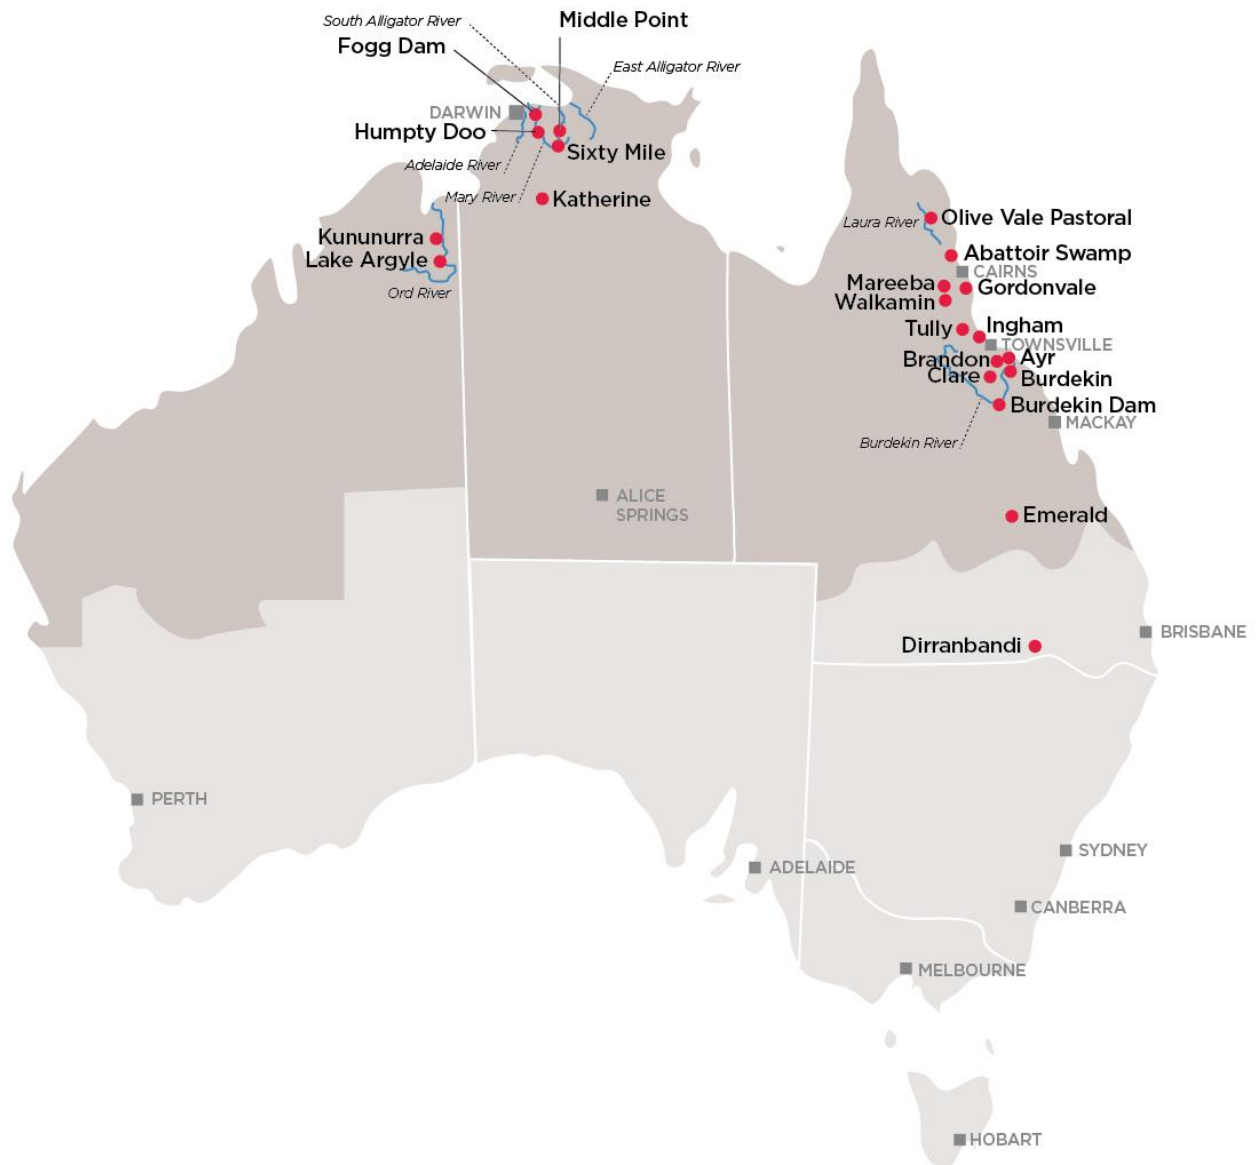 South Alligator River
Middle Point
Fogg Dam
East Alligator River
DARWIN
Humpty Doo
Sixty Mile
Adelaide River
Mary River
Katherine
Laura River
Olive Vale Pastoral
Kununurra
Abattoir Swamp
Lake Argyle
CAIRNS
Mareeba
Gordonvale
Ord River
Walkamin
Tully
Ingham
TOWNSVILLE
Brandon
Ayr
Clare
Burdekin
Burdekin Dam
MACKAY
Burdekin River
ALICE
SPRINGS
Emerald
BRISBANE
Dirranbandi
PERTH
SYDNEY
ADELAIDE
CANBERRA
MELBOURNE
HOBART